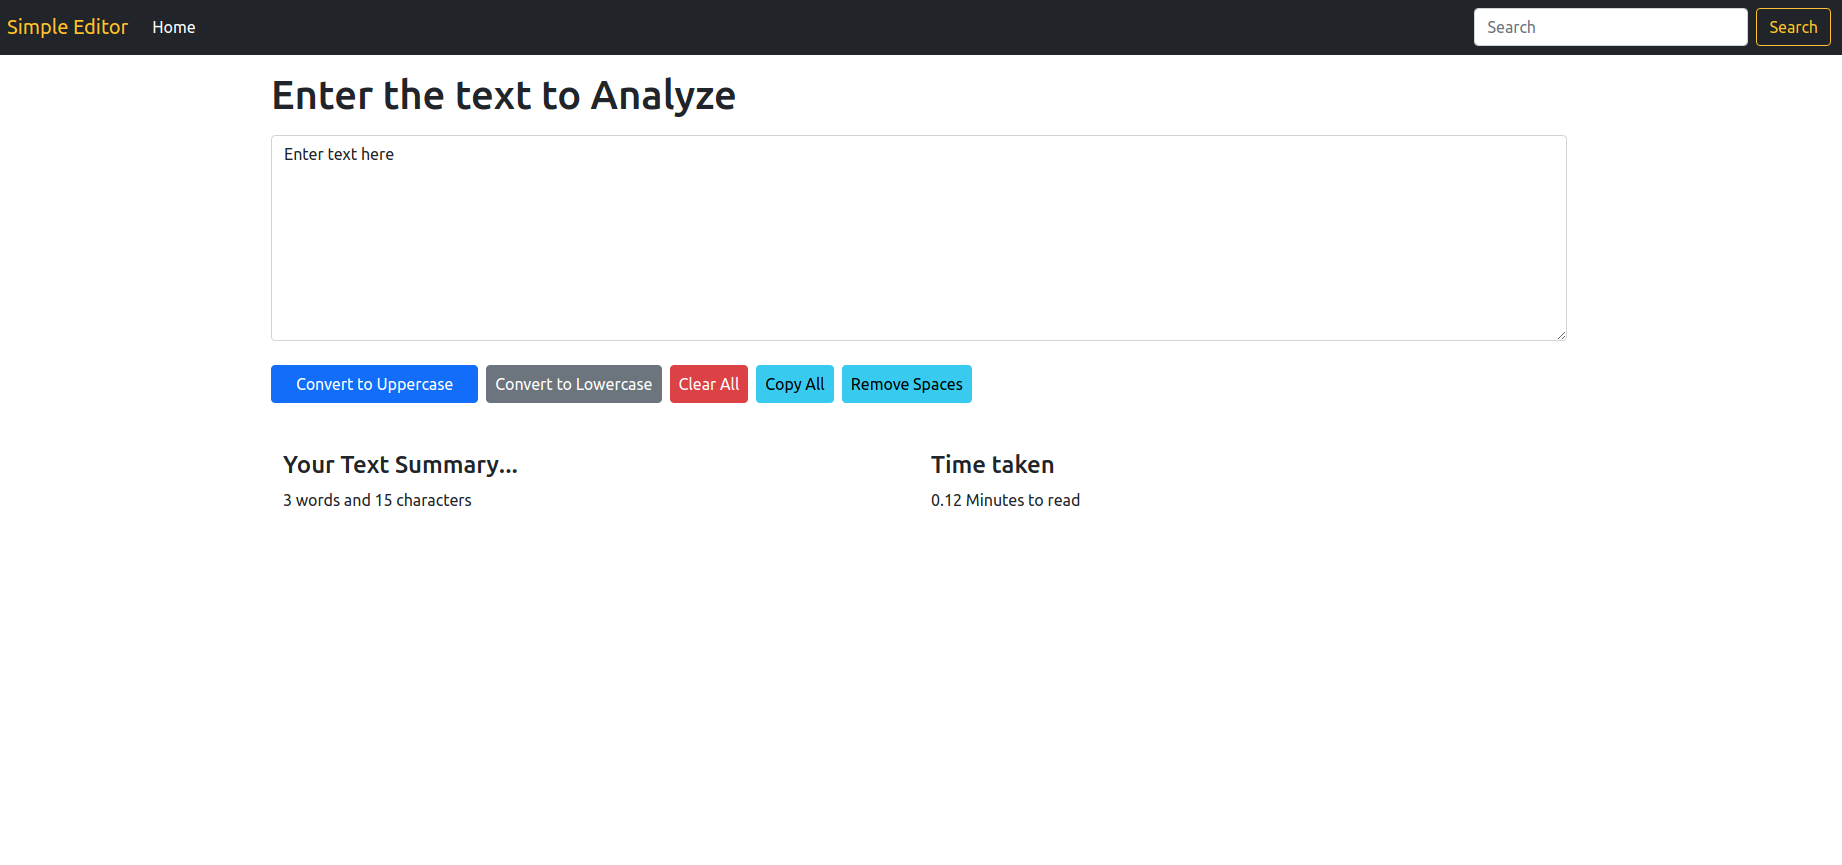 Simple Editor Home Search Search
Enter the text to Analyze
Enter text here
Convert to Uppercase Convert to Lowercase Clear All Copy All Remove Spaces
Your Text Summary... Time taken
3 words and 15 characters 0.12 Minutes to read